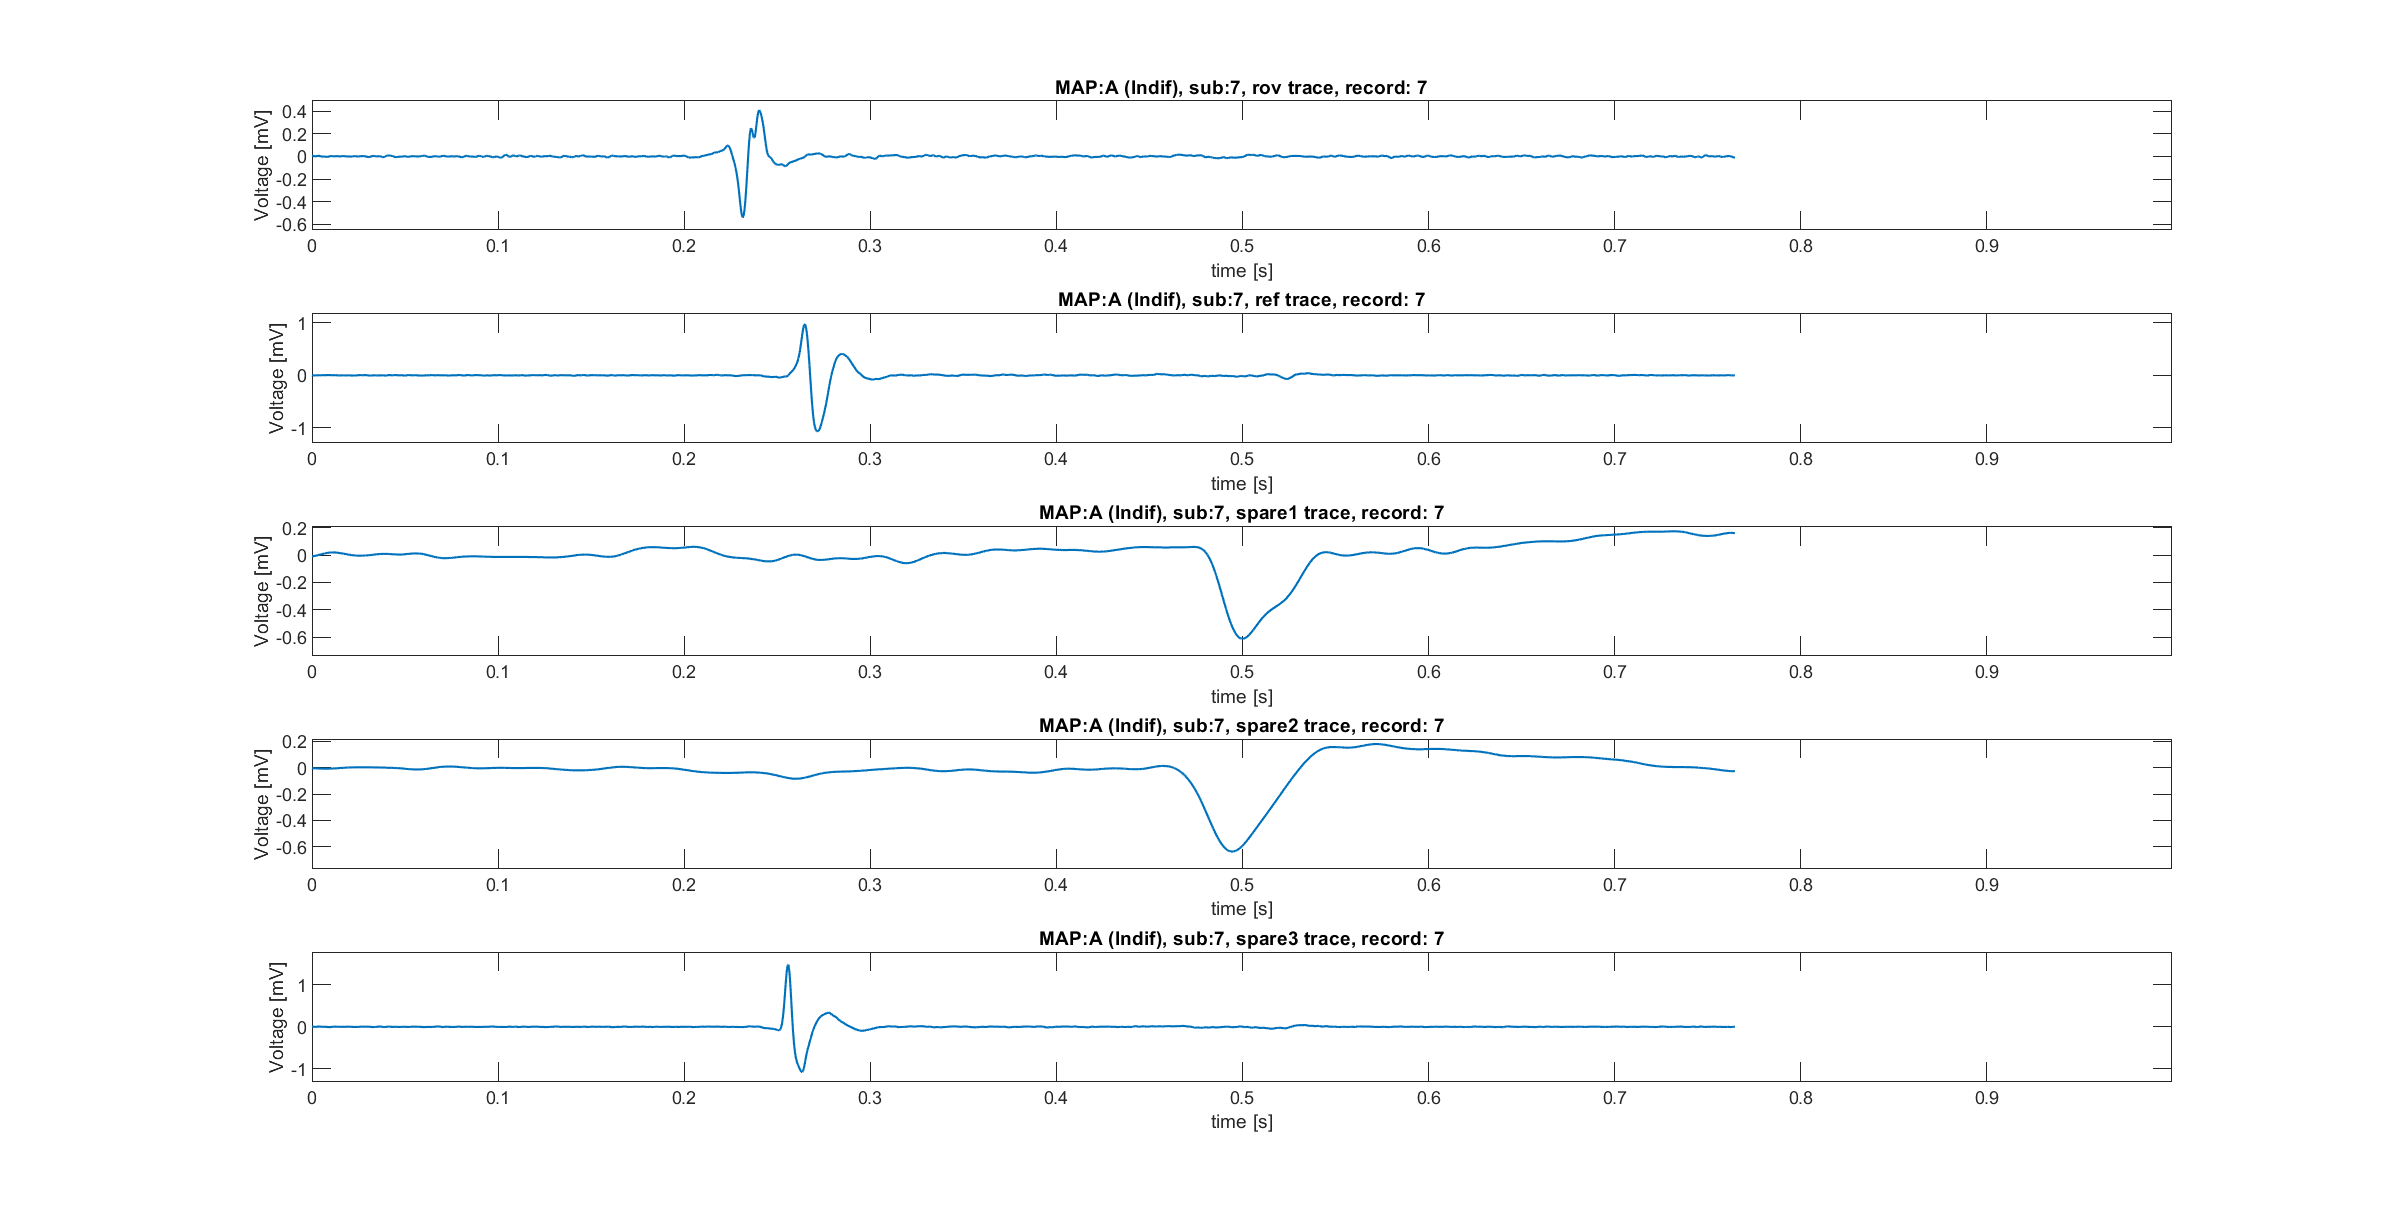 MAP:A (Indif), sub:7, rov trace, record: 7
Voltage [mV]
0.4
0.2
0
-0.2
-0.4
-0.6
0 0.1 0.2 0.3 0.4 0.5 0.6 0.7 0.8 0.9
time [s]
MAP:A (Indif), sub:7, ref trace, record: 7
Voltage [mV]
1
0
-1
0 0.1 0.2 0.3 0.4 0.5 0.6 0.7 0.8 0.9
time [s]
MAP:A (Indif), sub:7, spare1 trace, record: 7
Voltage [mV]
0.2
0
-0.2
-0.4
-0.6
0 0.1 0.2 0.3 0.4 0.5 0.6 0.7 0.8 0.9
time [s]
MAP:A (Indif), sub:7, spare2 trace, record: 7
Voltage [mV]
0.2
0
-0.2
-0.4
-0.6
0 0.1 0.2 0.3 0.4 0.5 0.6 0.7 0.8 0.9
time [s]
MAP:A (Indif), sub:7, spare3 trace, record: 7
Voltage [mV]
1
0
-1
0 0.1 0.2 0.3 0.4 0.5 0.6 0.7 0.8 0.9
time [s]